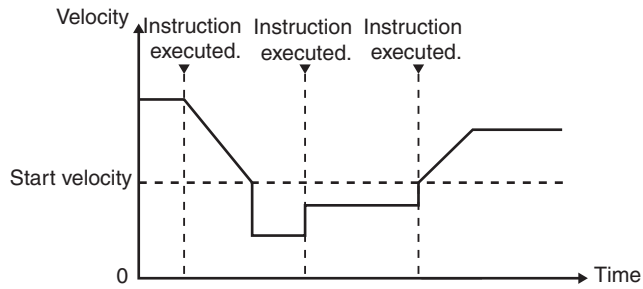 Velocity
Instruction executed.
Instruction executed.
Instruction executed.
Start velocity
0
Time